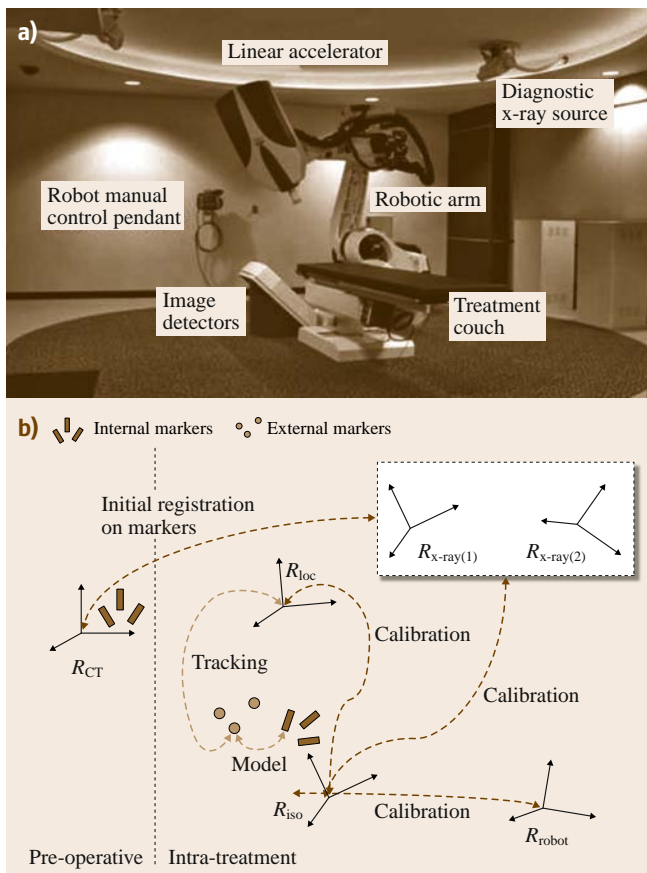 a)
Linear accelerator
Diagnostic
x-ray source
Robot manual
control pendant
Robotic arm
Image
detectors
Treatment
couch
b)
Internal markers
External markers
Initial registration
on markers
R_x-ray(1)
R_x-ray(2)
R_loc
R_CT
Calibration
Tracking
Calibration
Model
R_iso
Calibration
R_robot
Pre-operative
Intra-treatment